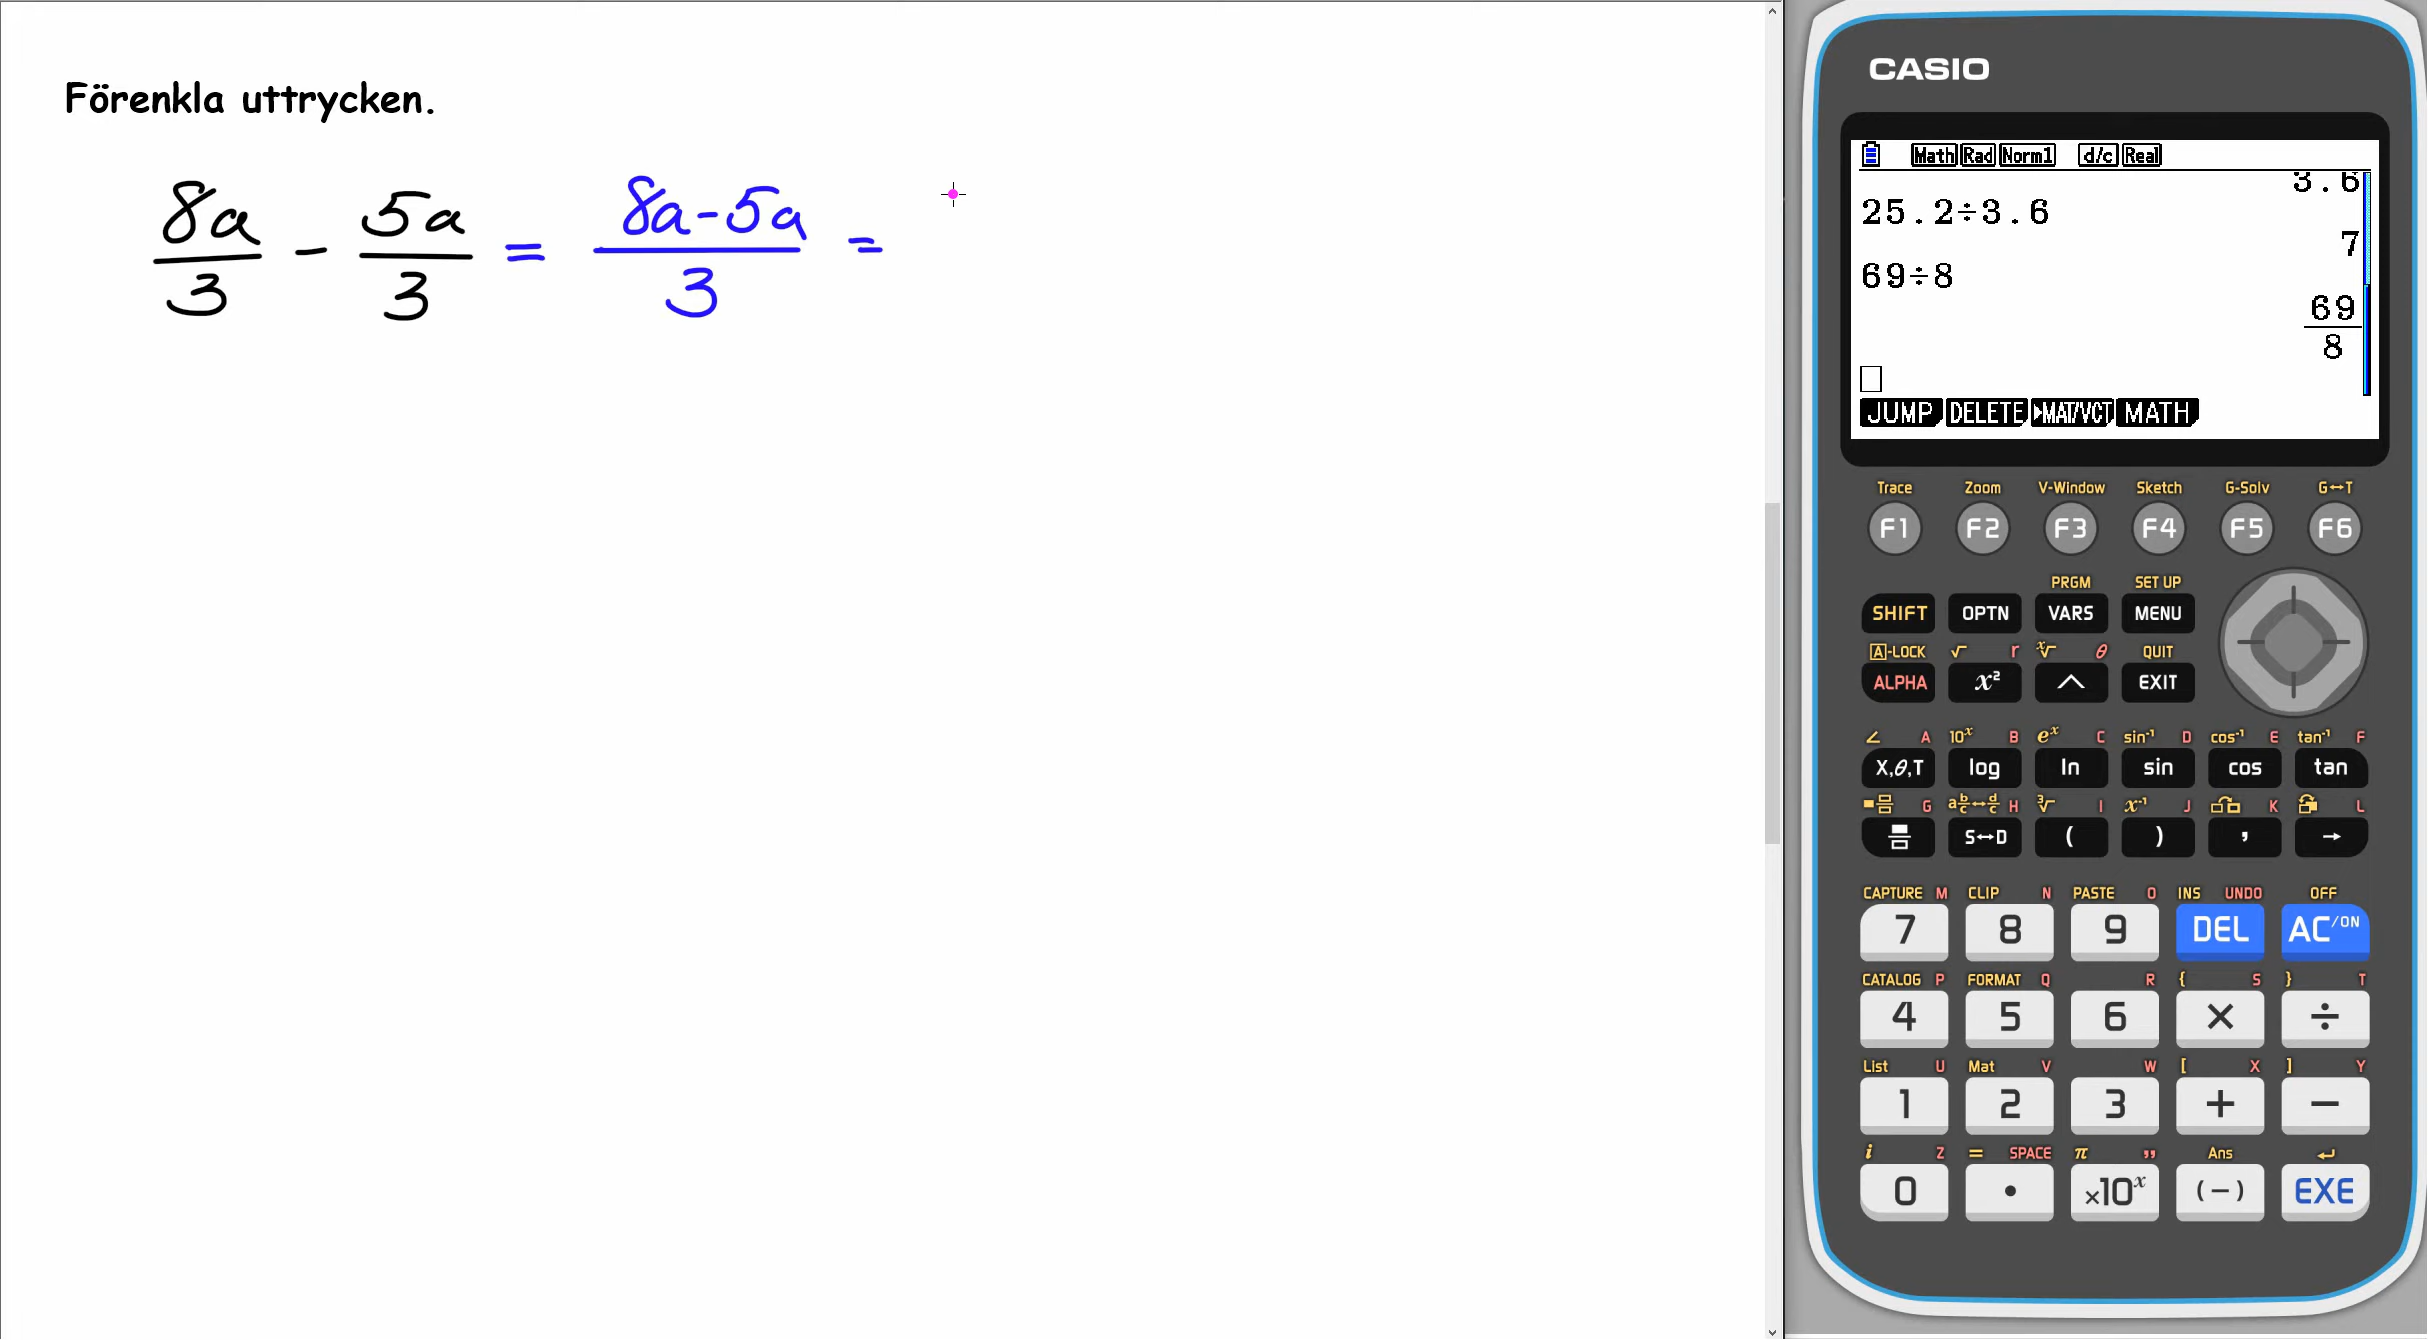 Förenkla uttrycken.
8a/3 - 5a/3 = (8a-5a)/3 =
CASIO
Math Rad Norm1 d/c Real
3.6
25.2÷3.6
7
69÷8
69/8
JUMP DELETE ▶MAT/VCT MATH
Trace Zoom V-Window Sketch G-Solv G↔T
F1 F2 F3 F4 F5 F6
PRGM SET UP
SHIFT OPTN VARS MENU
A-LOCK √ r ˣ√ θ QUIT
ALPHA x² ^ EXIT
∠ A 10ˣ B eˣ C sin⁻¹ D cos⁻¹ E tan⁻¹ F
X,θ,T log ln sin cos tan
G a b/c↔d/c H ³√ I x⁻¹ J K L
S↔D ( ) , →
CAPTURE M CLIP N PASTE O INS UNDO OFF
7 8 9 DEL AC/ON
CATALOG P FORMAT Q R { S } T
4 5 6 × ÷
List U Mat V W [ X ] Y
1 2 3 + −
i Z = SPACE π " Ans ↵
0 • ×10ˣ (−) EXE